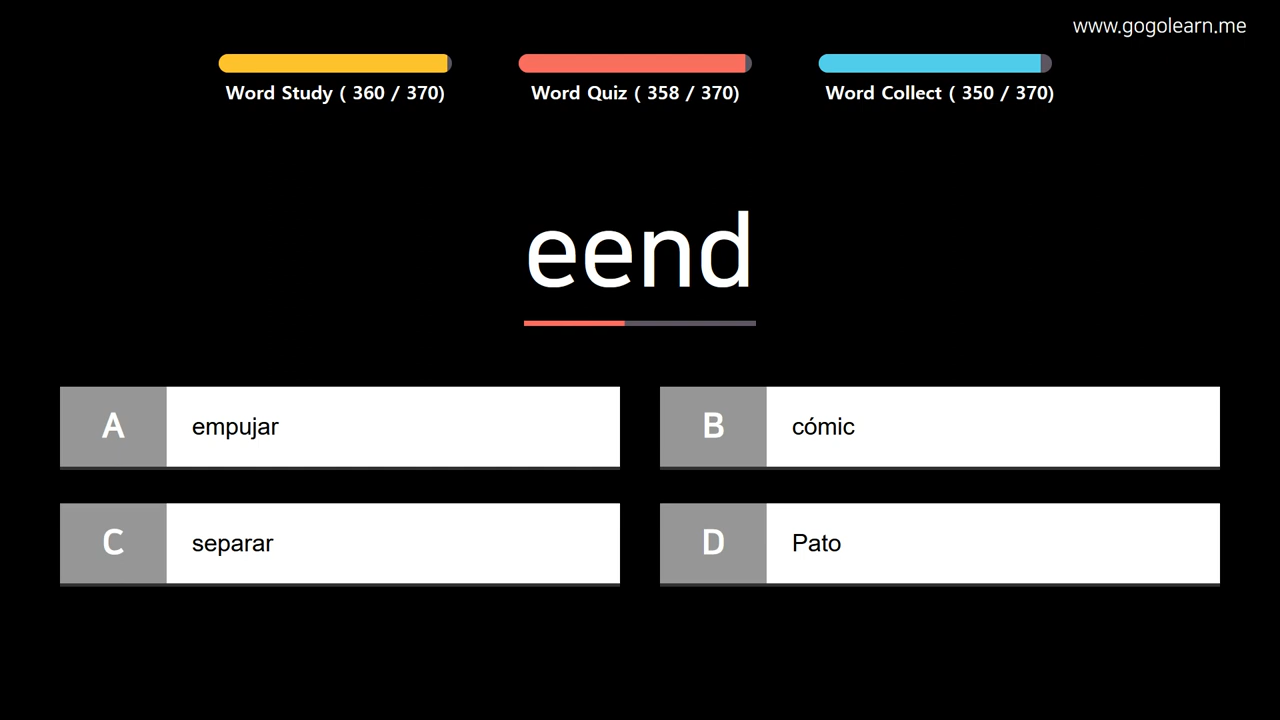 www.gogolearn.me
Word Study ( 360 / 370)
Word Quiz ( 358 / 370)
Word Collect ( 350 / 370)
eend
A empujar
B cómic
C separar
D Pato